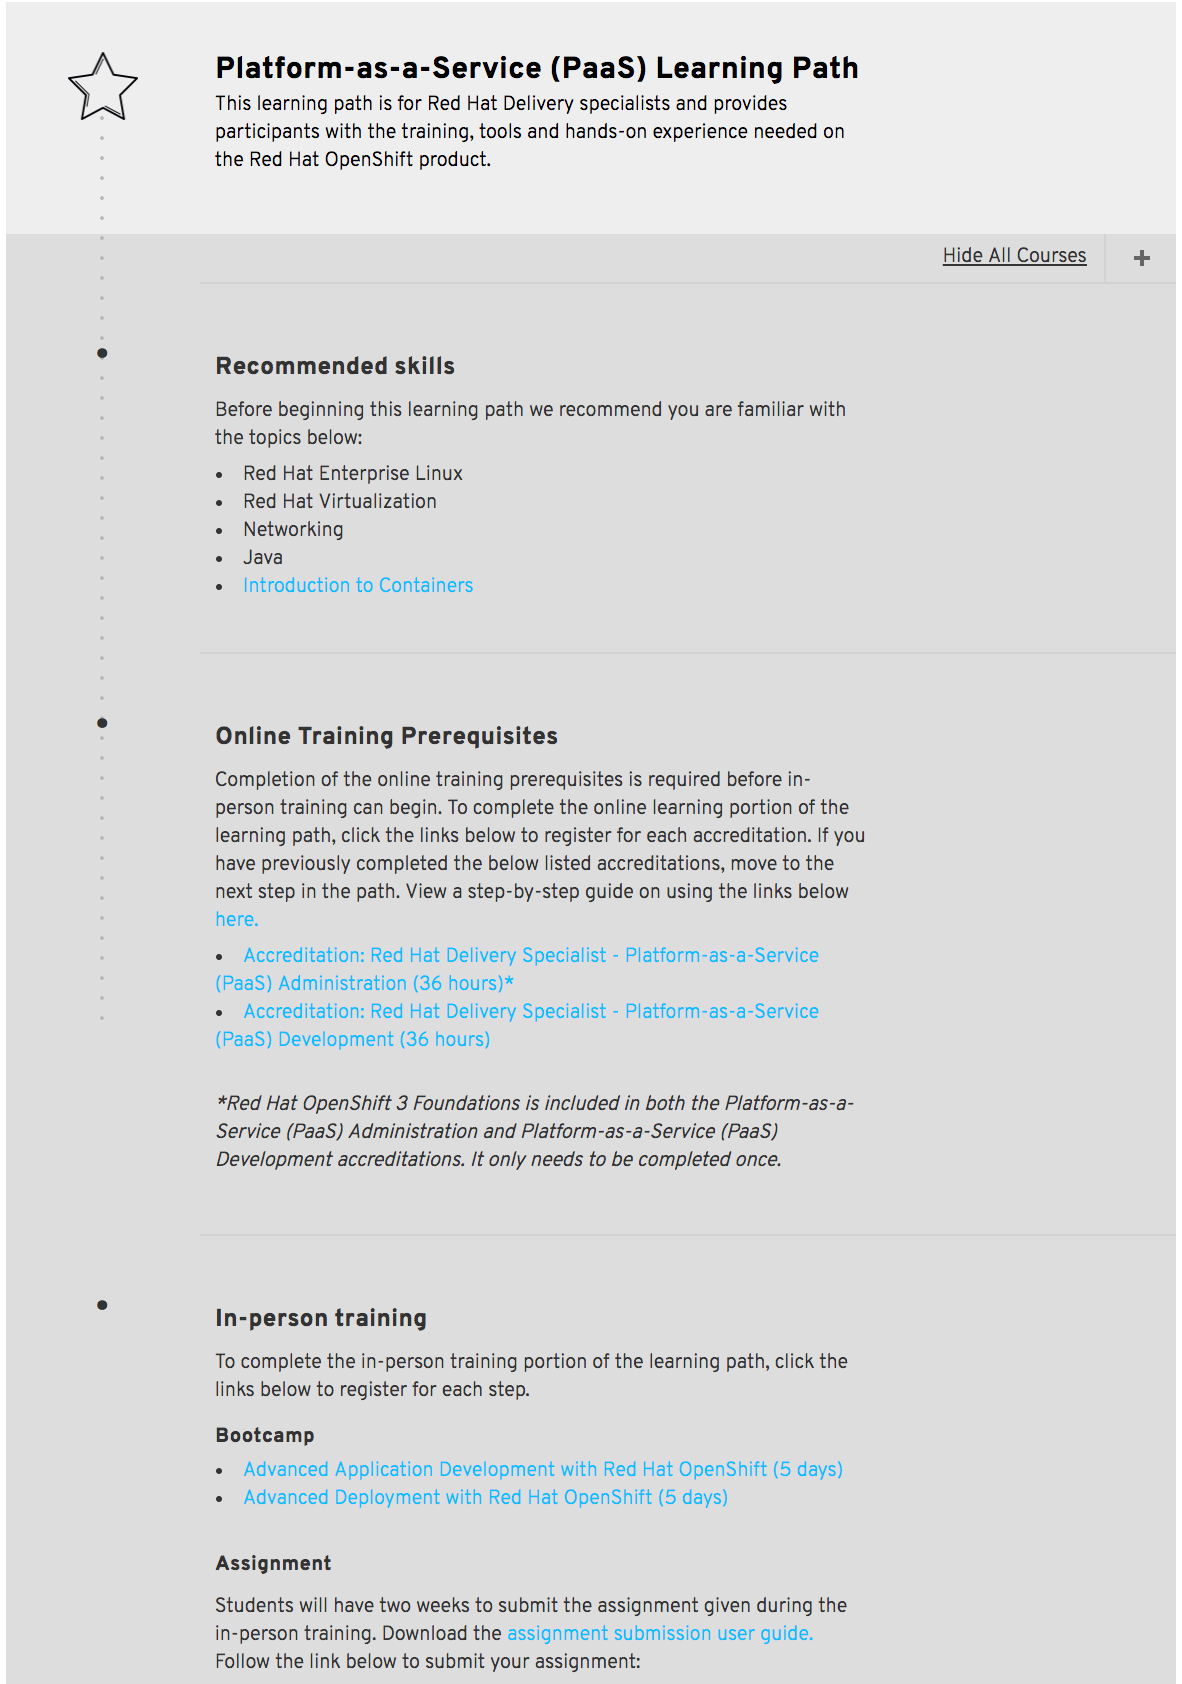 Platform-as-a-Service (PaaS) Learning Path
This learning path is for Red Hat Delivery specialists and provides
participants with the training, tools and hands-on experience needed on
the Red Hat OpenShift product.
Hide All Courses +
Recommended skills
Before beginning this learning path we recommend you are familiar with
the topics below:
• Red Hat Enterprise Linux
• Red Hat Virtualization
• Networking
• Java
• Introduction to Containers
Online Training Prerequisites
Completion of the online training prerequisites is required before in-
person training can begin. To complete the online learning portion of the
learning path, click the links below to register for each accreditation. If you
have previously completed the below listed accreditations, move to the
next step in the path. View a step-by-step guide on using the links below
here.
• Accreditation: Red Hat Delivery Specialist - Platform-as-a-Service
(PaaS) Administration (36 hours)*
• Accreditation: Red Hat Delivery Specialist - Platform-as-a-Service
(PaaS) Development (36 hours)
*Red Hat OpenShift 3 Foundations is included in both the Platform-as-a-
Service (PaaS) Administration and Platform-as-a-Service (PaaS)
Development accreditations. It only needs to be completed once.
In-person training
To complete the in-person training portion of the learning path, click the
links below to register for each step.
Bootcamp
• Advanced Application Development with Red Hat OpenShift (5 days)
• Advanced Deployment with Red Hat OpenShift (5 days)
Assignment
Students will have two weeks to submit the assignment given during the
in-person training. Download the assignment submission user guide.
Follow the link below to submit your assignment: